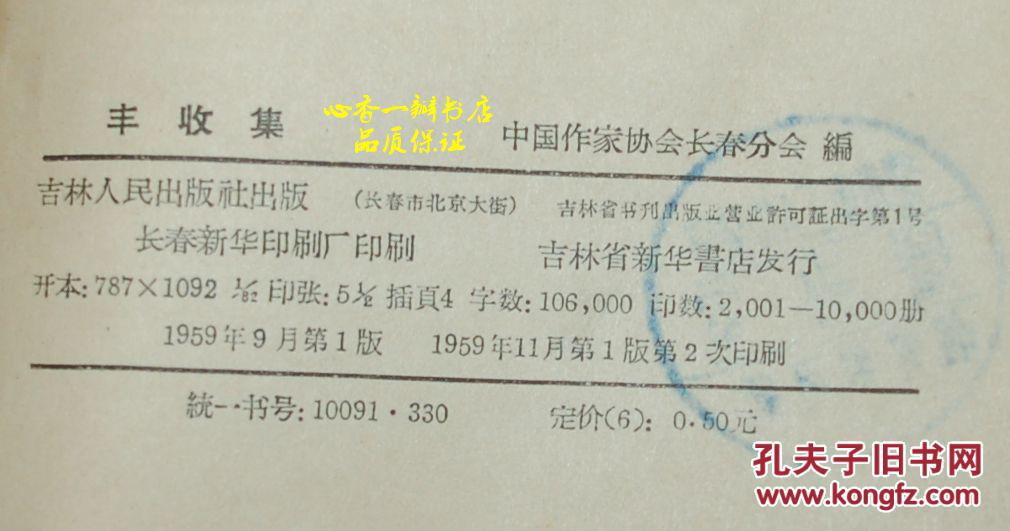 丰收集
心香一瓣书店
品质保证
中国作家协会长春分会 編
吉林人民出版社出版 （长春市北京大街） 吉林省书刊出版业营业許可証出字第1号
长春新华印刷厂印刷 吉林省新华書店发行
开本：787×1092 1/32 印张：5½ 插頁4 字数：106,000 印数：2,001—10,000册
1959年9月第1版 1959年11月第1版第2次印刷
統一书号：10091·330 定价(6)：0.50元
孔夫子旧书网
www.kongfz.com